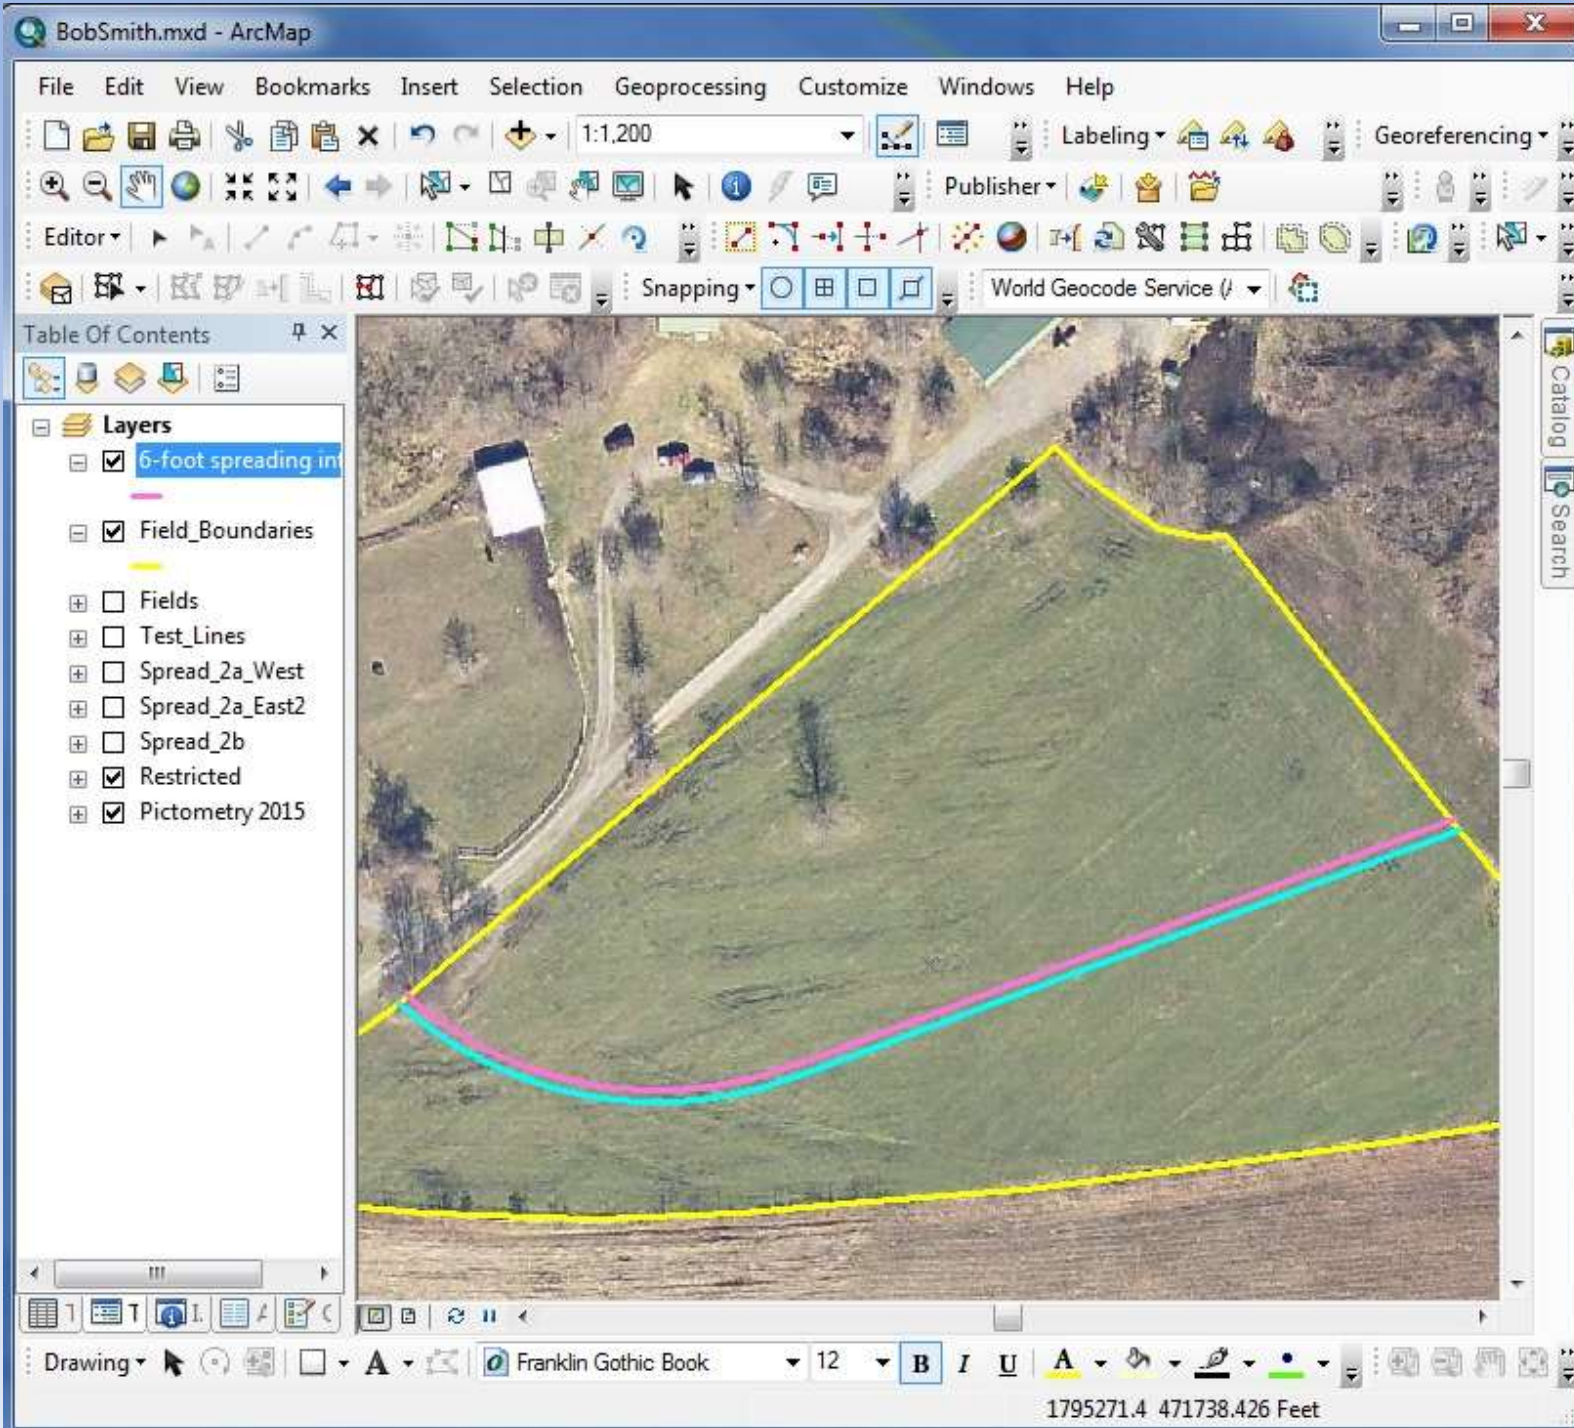 BobSmith.mxd - ArcMap
File Edit View Bookmarks Insert Selection Geoprocessing Customize Windows Help
1:1,200 Labeling Georeferencing
Publisher
Editor
Snapping World Geocode Service (
Table Of Contents
Layers
6-foot spreading int
Field_Boundaries
Fields
Test_Lines
Spread_2a_West
Spread_2a_East2
Spread_2b
Restricted
Pictometry 2015
Catalog
Search
Drawing A Franklin Gothic Book 12 B I U A
1795271.4 471738.426 Feet